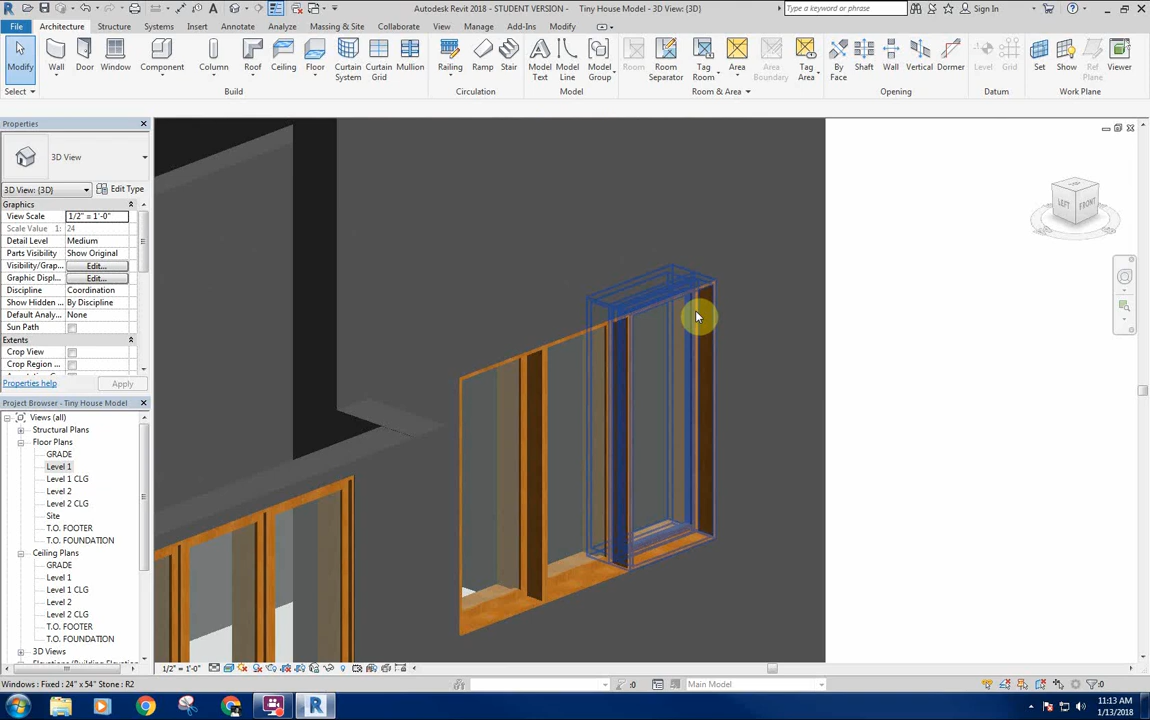 Autodesk Revit 2018 - STUDENT VERSION - Tiny House Model - 3D View: {3D}
Type a keyword or phrase
Sign In
File Architecture Structure Systems Insert Annotate Analyze Massing & Site Collaborate View Manage Add-Ins Modify
Modify Wall Door Window Component Column Roof Ceiling Floor Curtain System Curtain Grid Mullion Railing Ramp Stair Model Text Model Line Model Group Room Room Separator Tag Room Area Area Boundary Tag Area By Face Shaft Wall Vertical Dormer Level Grid Set Show Ref Plane Viewer
Select Build Circulation Model Room & Area Opening Datum Work Plane
Properties
3D View
3D View: {3D} Edit Type
Graphics
View Scale 1/2" = 1'-0"
Scale Value 1: 24
Detail Level Medium
Parts Visibility Show Original
Visibility/Grap... Edit...
Graphic Displ... Edit...
Discipline Coordination
Show Hidden ... By Discipline
Default Analy... None
Sun Path
Extents
Crop View
Crop Region ...
Properties help Apply
Project Browser - Tiny House Model
Views (all)
Structural Plans
Floor Plans
GRADE
Level 1
Level 1 CLG
Level 2
Level 2 CLG
Site
T.O. FOOTER
T.O. FOUNDATION
Ceiling Plans
GRADE
Level 1
Level 1 CLG
Level 2
Level 2 CLG
T.O. FOOTER
T.O. FOUNDATION
3D Views
LEFT FRONT
1/2" = 1'-0"
Windows : Fixed : 24" x 54" Stone : R2
:0 Main Model :0
11:13 AM
1/13/2018